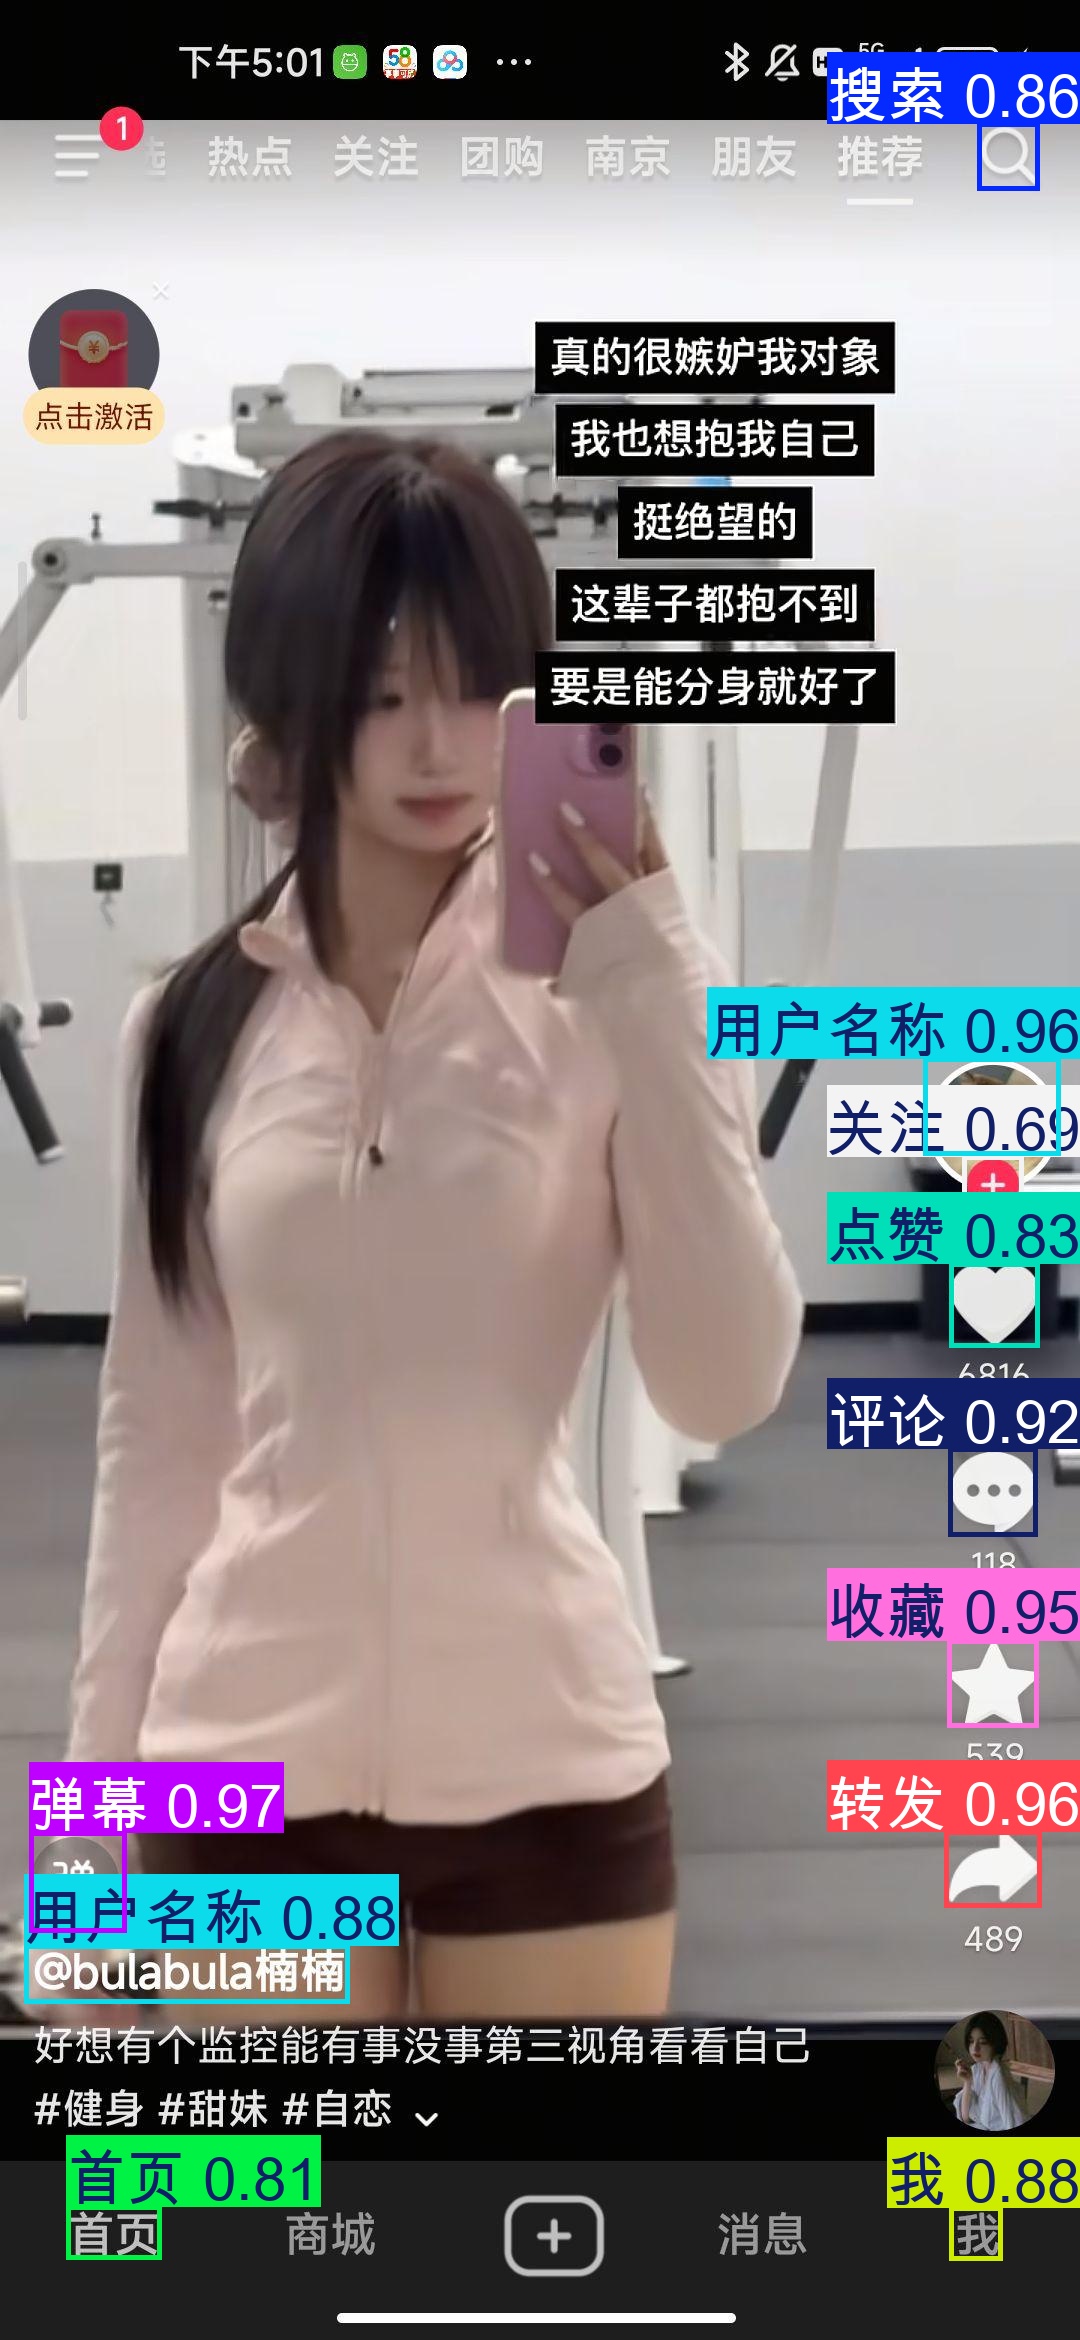 下午5:01
58
5G
搜索 0.86
1
选 热点 关注 团购 南京 朋友 推荐
点击激活
真的很嫉妒我对象
我也想抱我自己
挺绝望的
这辈子都抱不到
要是能分身就好了
用户名称 0.96
关注 0.69
点赞 0.83
6816
评论 0.92
118
收藏 0.95
539
弹幕 0.97
转发 0.96
弹
用户名称 0.88
489
@bulabula楠楠
好想有个监控能有事没事第三视角看看自己
#健身 #甜妹 #自恋
首页 0.81
我 0.88
首页 商城 消息 我